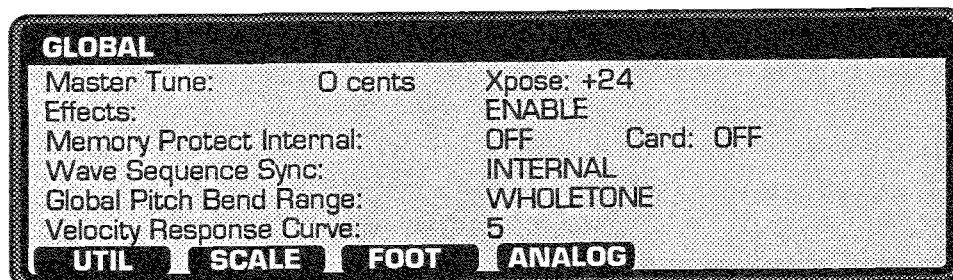 GLOBAL
Master Tune: 0 cents Xpose: +24
Effects: ENABLE
Memory Protect Internal: OFF Card: OFF
Wave Sequence Sync: INTERNAL
Global Pitch Bend Range: WHOLETONE
Velocity Response Curve: 5
UTIL SCALE FOOT ANALOG